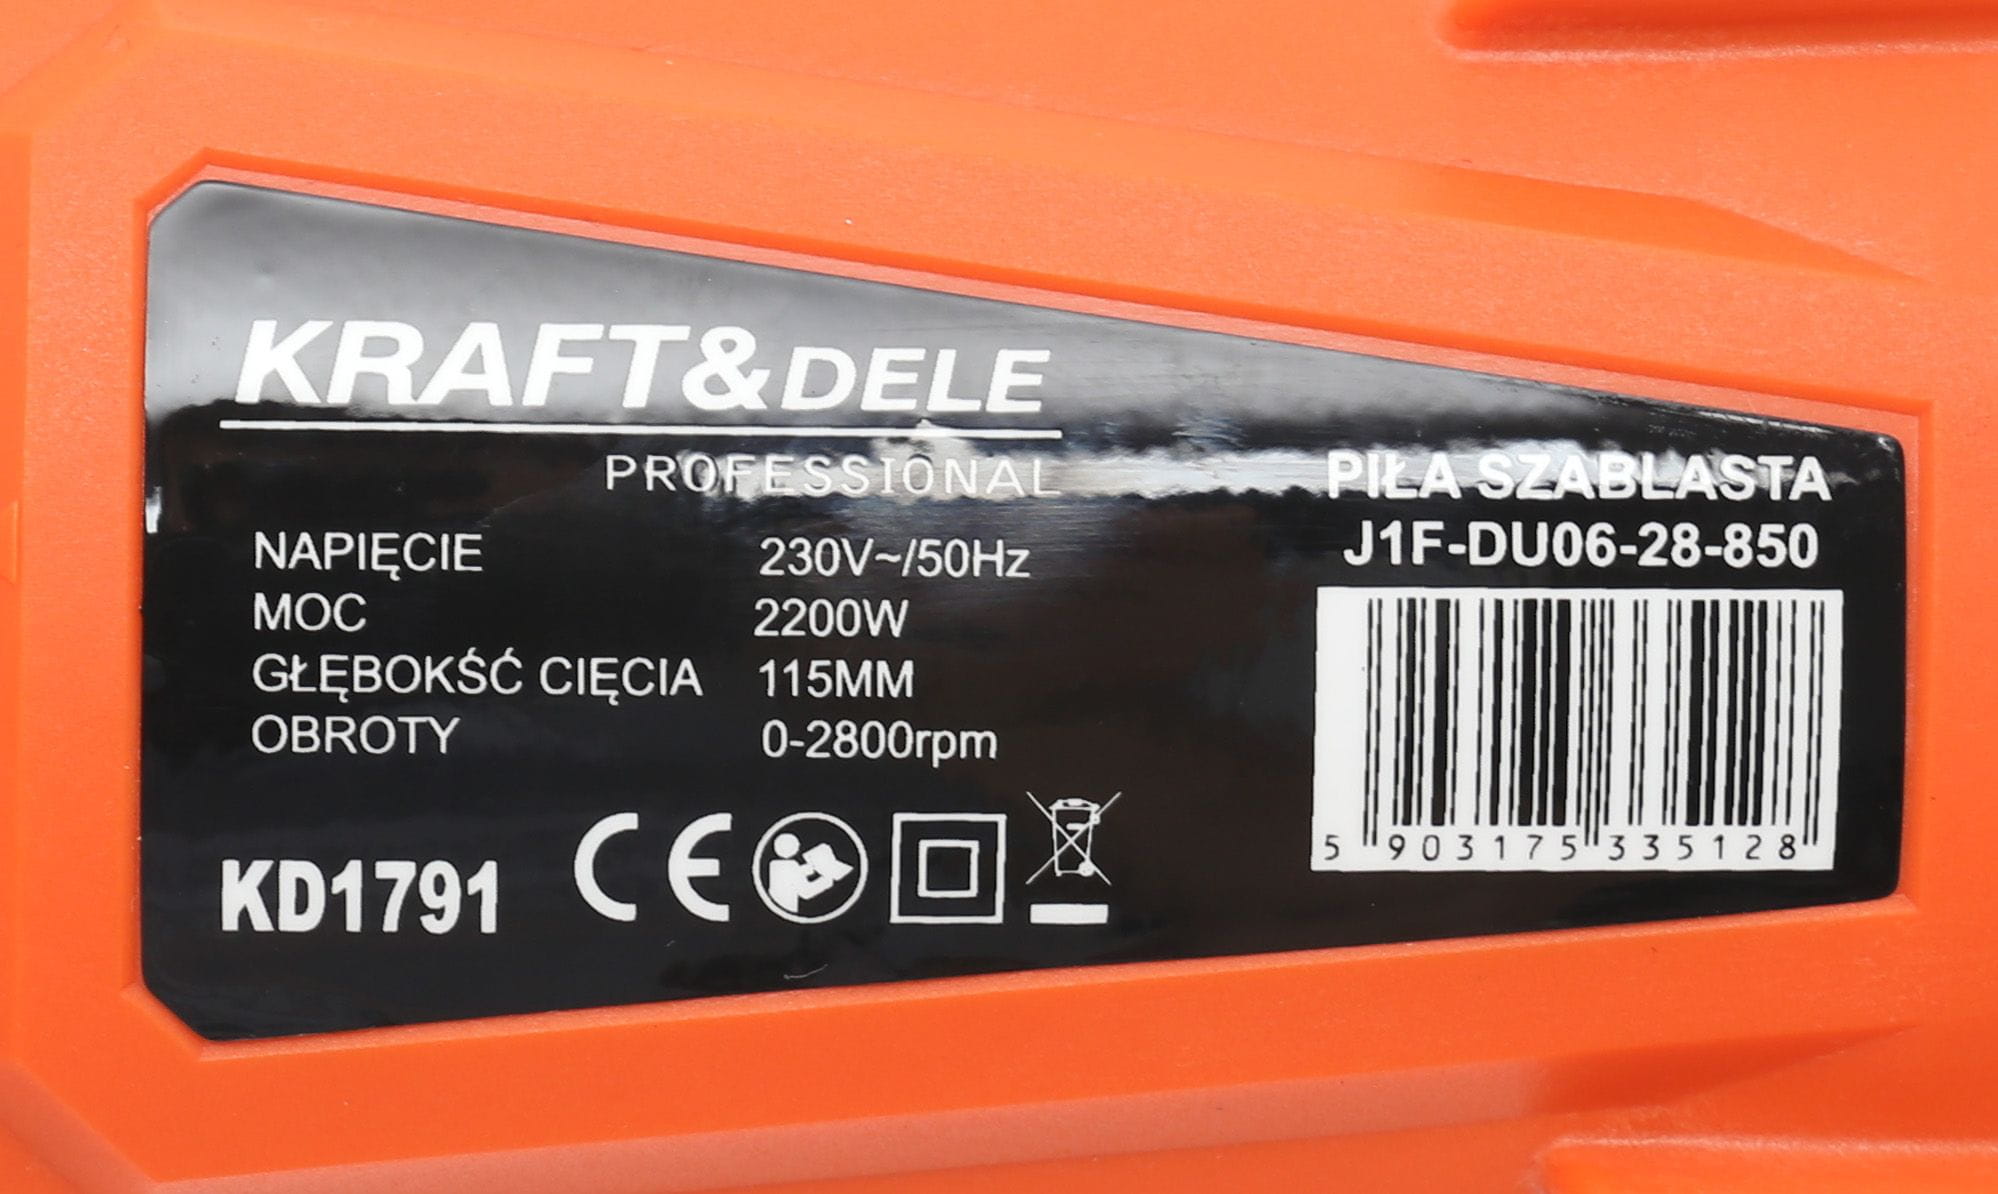 KRAFT&DELE
PROFESSIONAL
NAPIĘCIE 230V~/50Hz
MOC 2200W
GŁĘBOKŚĆ CIĘCIA 115MM
OBROTY 0-2800rpm
KD1791
CE
PIŁA SZABLASTA
J1F-DU06-28-850
5 903175 335128